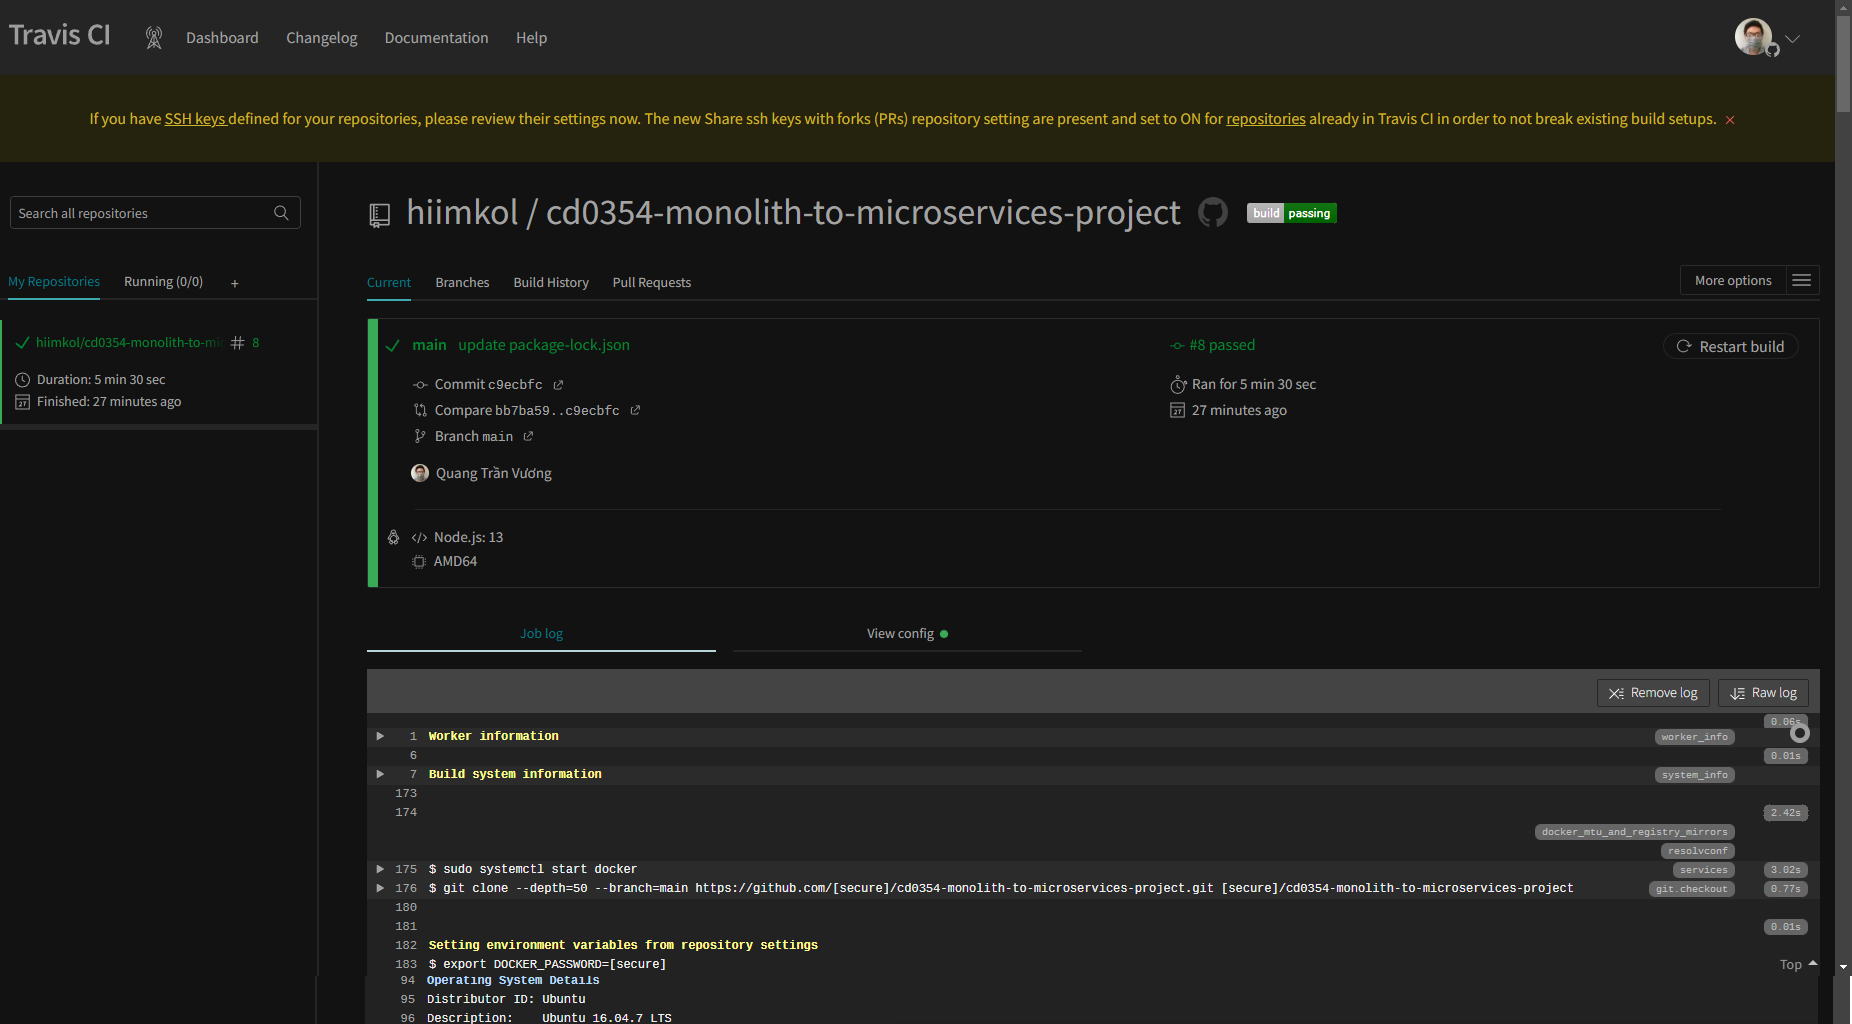 Travis CI Dashboard Changelog Documentation Help
If you have SSH keys defined for your repositories, please review their settings now. The new Share ssh keys with forks (PRs) repository setting are present and set to ON for repositories already in Travis CI in order to not break existing build setups. ×
Search all repositories
My Repositories Running (0/0) +
hiimkol/cd0354-monolith-to-mi # 8
Duration: 5 min 30 sec
Finished: 27 minutes ago
hiimkol / cd0354-monolith-to-microservices-project build passing
Current Branches Build History Pull Requests More options
main update package-lock.json #8 passed Restart build
Commit c9ecbfc Ran for 5 min 30 sec
Compare bb7ba59..c9ecbfc 27 minutes ago
Branch main
Quang Trần Vương
Node.js: 13
AMD64
Job log View config
Remove log Raw log
0.06s
1 Worker information worker_info
6 0.01s
7 Build system information system_info
173
174 2.42s
docker_mtu_and_registry_mirrors
resolvconf
175 $ sudo systemctl start docker services 3.02s
176 $ git clone --depth=50 --branch=main https://github.com/[secure]/cd0354-monolith-to-microservices-project.git [secure]/cd0354-monolith-to-microservices-project git.checkout 0.77s
180
181 0.01s
182 Setting environment variables from repository settings
183 $ export DOCKER_PASSWORD=[secure]
Top
94 Operating System Details
95 Distributor ID: Ubuntu
96 Description: Ubuntu 16.04.7 LTS